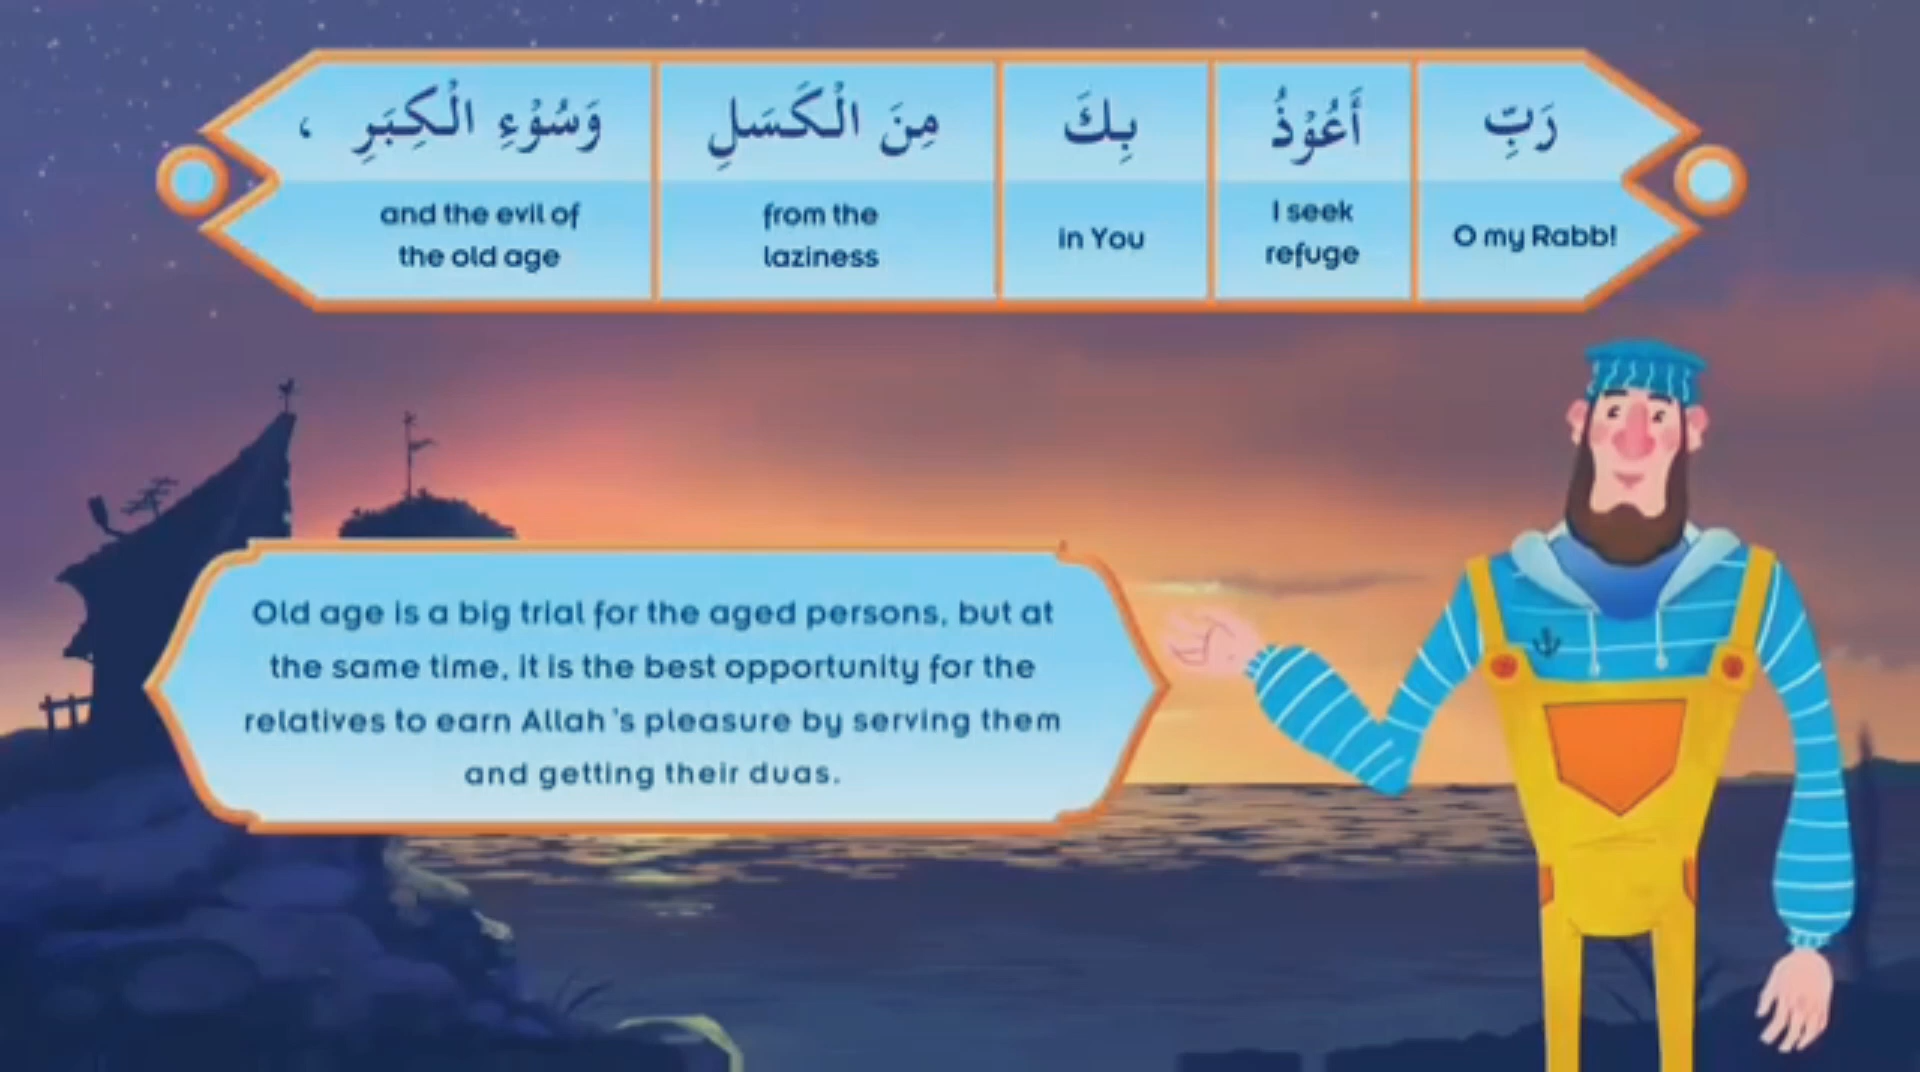 رَبِّ
أَعُوْذُ
بِكَ
مِنَ الْكَسَلِ
وَسُوْءِ الْكِبَرِ ،
O my Rabb!
I seek
refuge
in You
from the
laziness
and the evil of
the old age
Old age is a big trial for the aged persons, but at
the same time, it is the best opportunity for the
relatives to earn Allah's pleasure by serving them
and getting their duas.